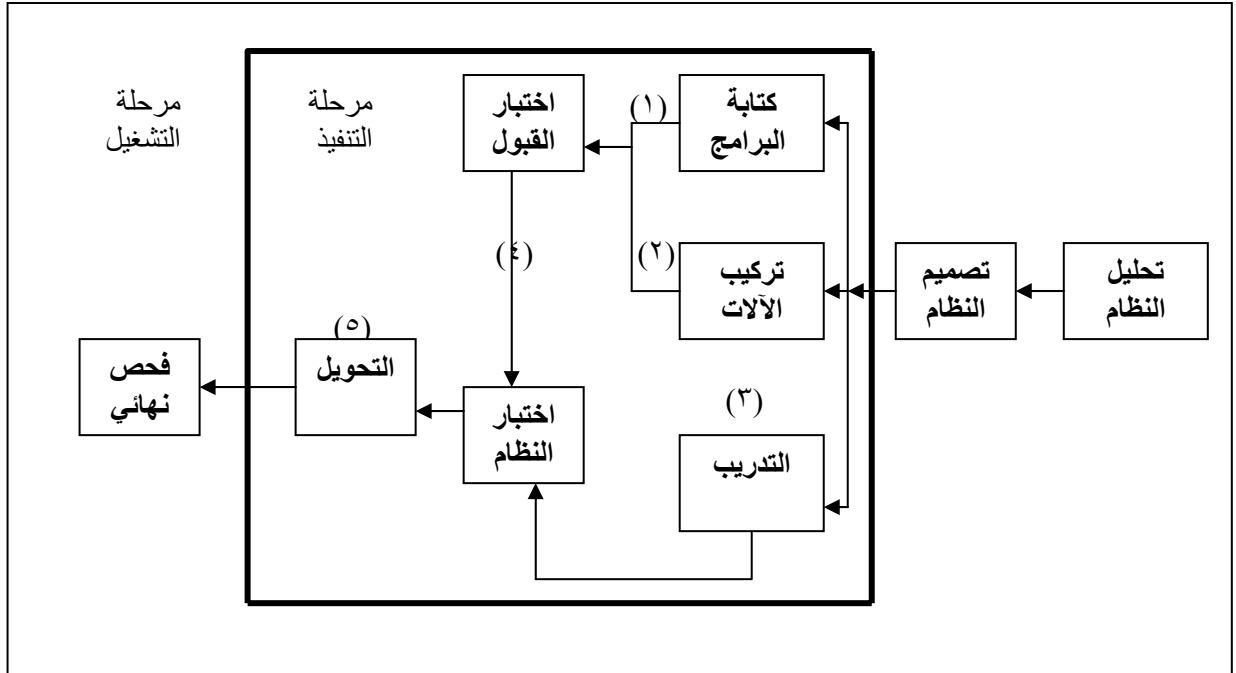 مرحلة
التشغيل
مرحلة
التنفيذ
اختبار
القبول
(١)
كتابة
البرامج
(٤)
(٢)
تركيب
الآلات
تصميم
النظام
تحليل
النظام
(٥)
فحص
نهائي
التحويل
اختبار
النظام
(٣)
التدريب